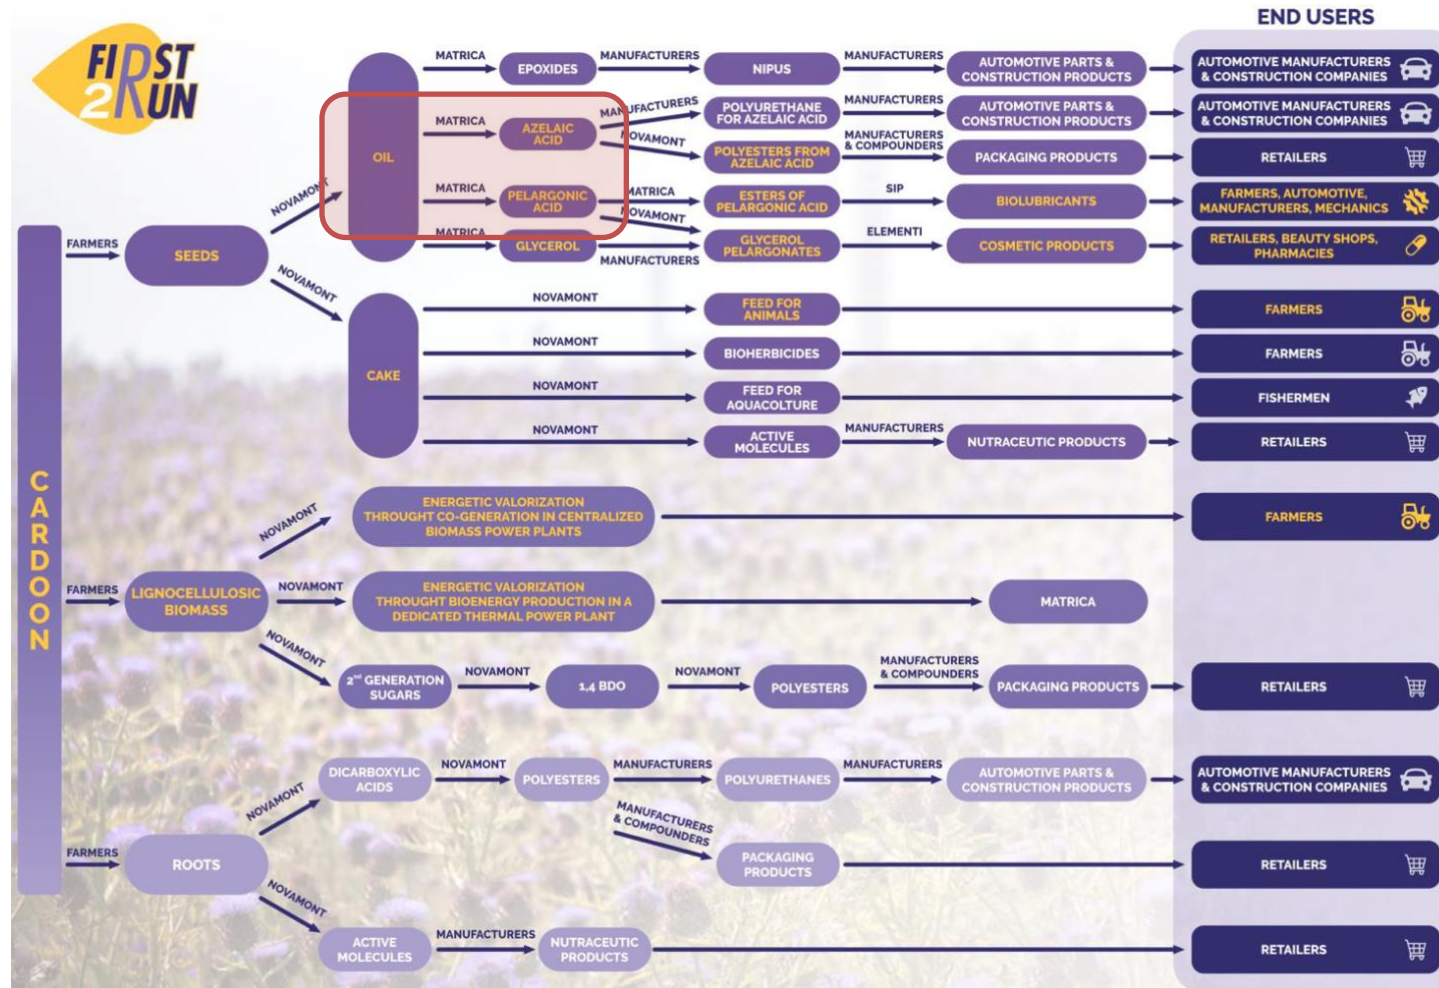 END USERS
FIRST
2RUN
MATRICA
EPOXIDES
MANUFACTURERS
NIPUS
MANUFACTURERS
AUTOMOTIVE PARTS &
CONSTRUCTION PRODUCTS
AUTOMOTIVE MANUFACTURERS
& CONSTRUCTION COMPANIES
OIL
MATRICA
AZELAIC
ACID
MANUFACTURERS
POLYURETHANE
FOR AZELAIC ACID
MANUFACTURERS
AUTOMOTIVE PARTS &
CONSTRUCTION PRODUCTS
AUTOMOTIVE MANUFACTURERS
& CONSTRUCTION COMPANIES
NOVAMONT
POLYESTERS FROM
AZELAIC ACID
MANUFACTURERS
& COMPOUNDERS
PACKAGING PRODUCTS
RETAILERS
MATRICA
PELARGONIC
ACID
MATRICA
ESTERS OF
PELARGONIC ACID
SIP
BIOLUBRICANTS
FARMERS, AUTOMOTIVE,
MANUFACTURERS, MECHANICS
NOVAMONT
MATRICA
GLYCEROL
MANUFACTURERS
GLYCEROL
PELARGONATES
ELEMENTI
COSMETIC PRODUCTS
RETAILERS, BEAUTY SHOPS,
PHARMACIES
CARDOON
FARMERS
SEEDS
NOVAMONT
NOVAMONT
CAKE
NOVAMONT
FEED FOR
ANIMALS
FARMERS
NOVAMONT
BIOHERBICIDES
FARMERS
NOVAMONT
FEED FOR
AQUACOLTURE
FISHERMEN
NOVAMONT
ACTIVE
MOLECULES
MANUFACTURERS
NUTRACEUTIC PRODUCTS
RETAILERS
FARMERS
LIGNOCELLULOSIC
BIOMASS
NOVAMONT
ENERGETIC VALORIZATION
THROUGHT CO-GENERATION IN CENTRALIZED
BIOMASS POWER PLANTS
FARMERS
NOVAMONT
ENERGETIC VALORIZATION
THROUGHT BIOENERGY PRODUCTION IN A
DEDICATED THERMAL POWER PLANT
MATRICA
NOVAMONT
2nd GENERATION
SUGARS
NOVAMONT
1,4 BDO
NOVAMONT
POLYESTERS
MANUFACTURERS
& COMPOUNDERS
PACKAGING PRODUCTS
RETAILERS
FARMERS
ROOTS
NOVAMONT
DICARBOXYLIC
ACIDS
NOVAMONT
POLYESTERS
MANUFACTURERS
POLYURETHANES
MANUFACTURERS
AUTOMOTIVE PARTS &
CONSTRUCTION PRODUCTS
AUTOMOTIVE MANUFACTURERS
& CONSTRUCTION COMPANIES
MANUFACTURERS
& COMPOUNDERS
PACKAGING
PRODUCTS
RETAILERS
NOVAMONT
ACTIVE
MOLECULES
MANUFACTURERS
NUTRACEUTIC
PRODUCTS
RETAILERS